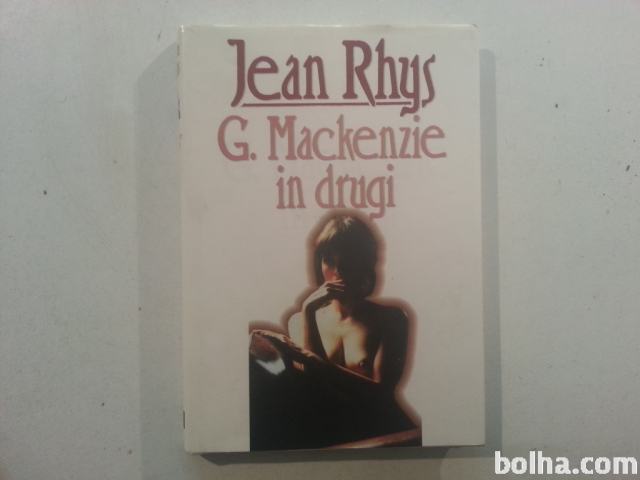 Jean Rhys
G. Mackenzie
in drugi
bolha.com